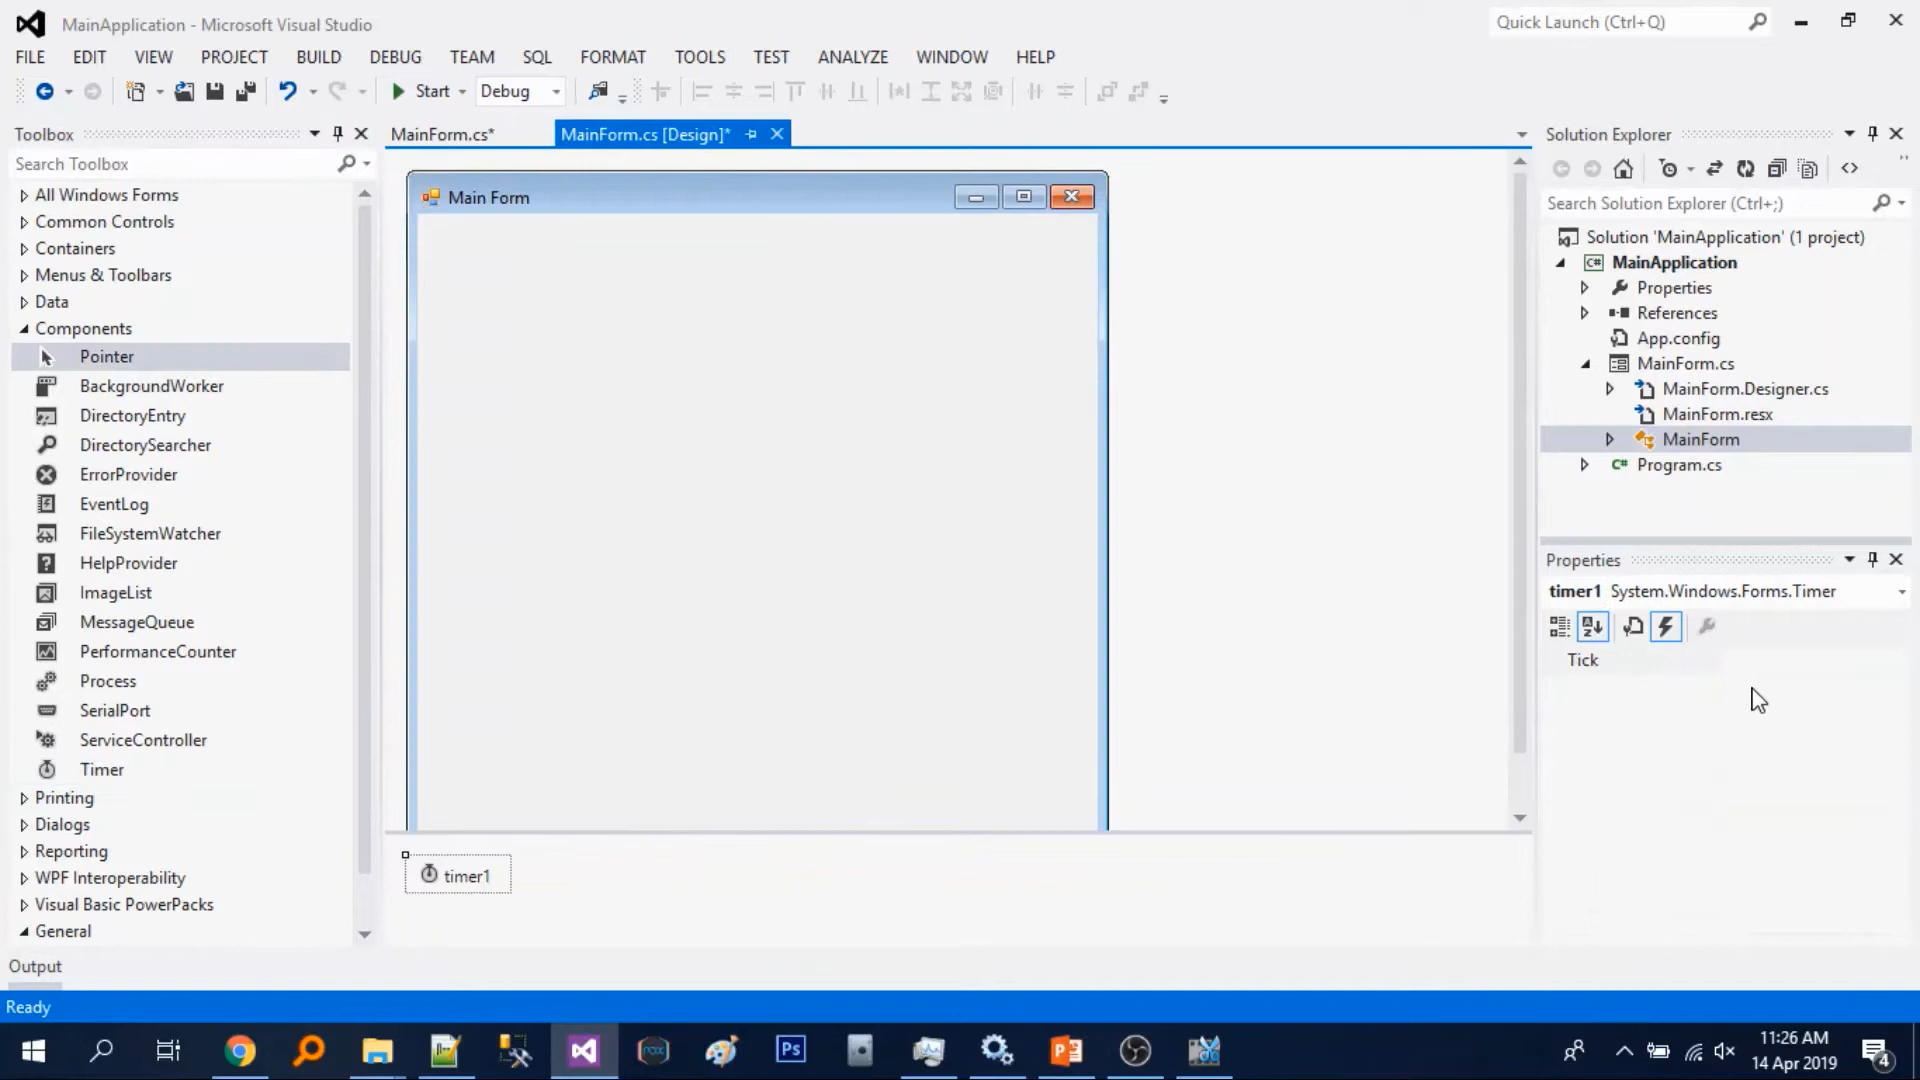 MainApplication - Microsoft Visual Studio
Quick Launch (Ctrl+Q)
FILE EDIT VIEW PROJECT BUILD DEBUG TEAM SQL FORMAT TOOLS TEST ANALYZE WINDOW HELP
Start Debug
Toolbox
Search Toolbox
All Windows Forms
Common Controls
Containers
Menus & Toolbars
Data
Components
Pointer
BackgroundWorker
DirectoryEntry
DirectorySearcher
ErrorProvider
EventLog
FileSystemWatcher
HelpProvider
ImageList
MessageQueue
PerformanceCounter
Process
SerialPort
ServiceController
Timer
Printing
Dialogs
Reporting
WPF Interoperability
Visual Basic PowerPacks
General
MainForm.cs* MainForm.cs [Design]*
Main Form
timer1
Solution Explorer
Search Solution Explorer (Ctrl+;)
Solution 'MainApplication' (1 project)
MainApplication
Properties
References
App.config
MainForm.cs
MainForm.Designer.cs
MainForm.resx
MainForm
Program.cs
Properties
timer1 System.Windows.Forms.Timer
Tick
Output
Ready
Ps
11:26 AM
14 Apr 2019
4